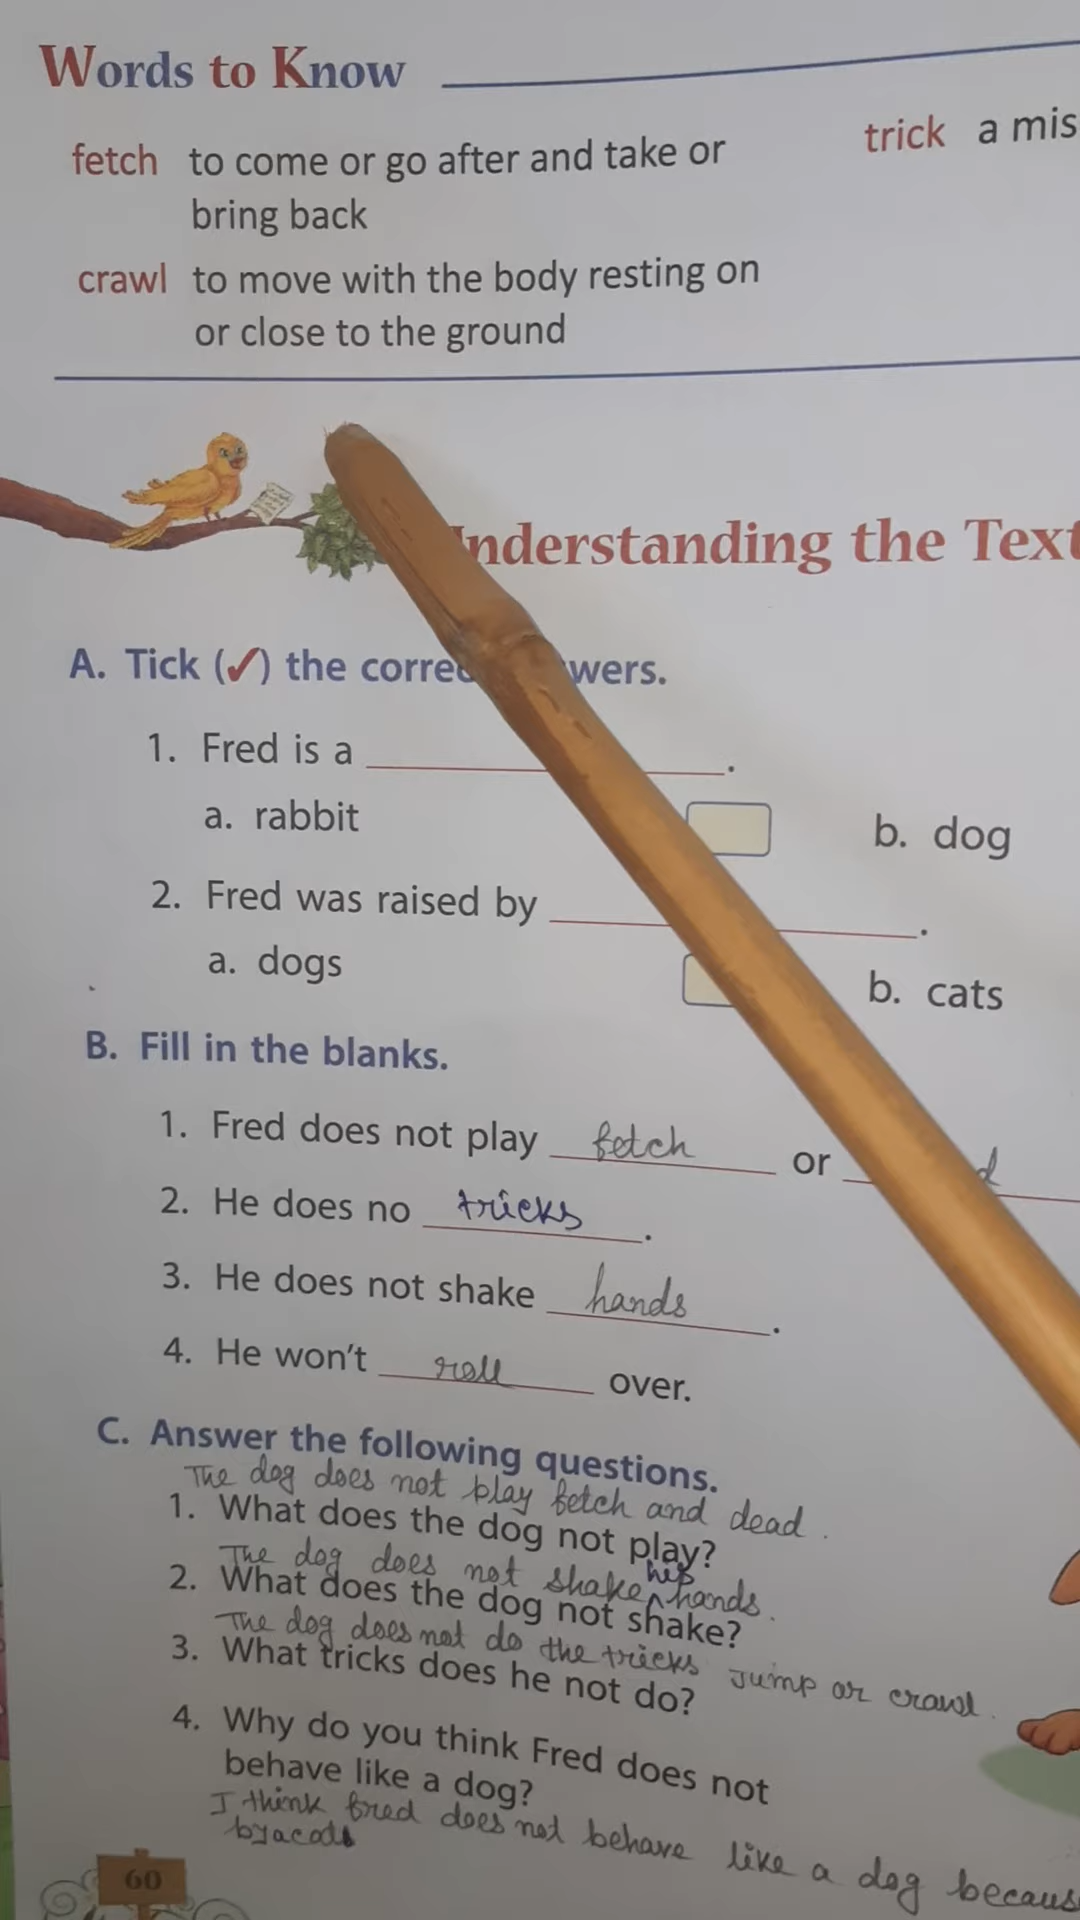 Words to Know
fetch to come or go after and take or
bring back
trick a mis
crawl to move with the body resting on
or close to the ground
nderstanding the Text
A. Tick (✓) the corre wers.
1. Fred is a ____.
a. rabbit b. dog
2. Fred was raised by ____.
a. dogs b. cats
B. Fill in the blanks.
1. Fred does not play fetch or d
2. He does no tricks.
3. He does not shake hands.
4. He won't roll over.
C. Answer the following questions.
The dog does not play fetch and dead.
1. What does the dog not play?
The dog does not shake his hands.
2. What does the dog not shake?
The dog does not do the tricks Jump or crawl.
3. What tricks does he not do?
4. Why do you think Fred does not
behave like a dog?
I think fred does not behave like a dog becaus
60